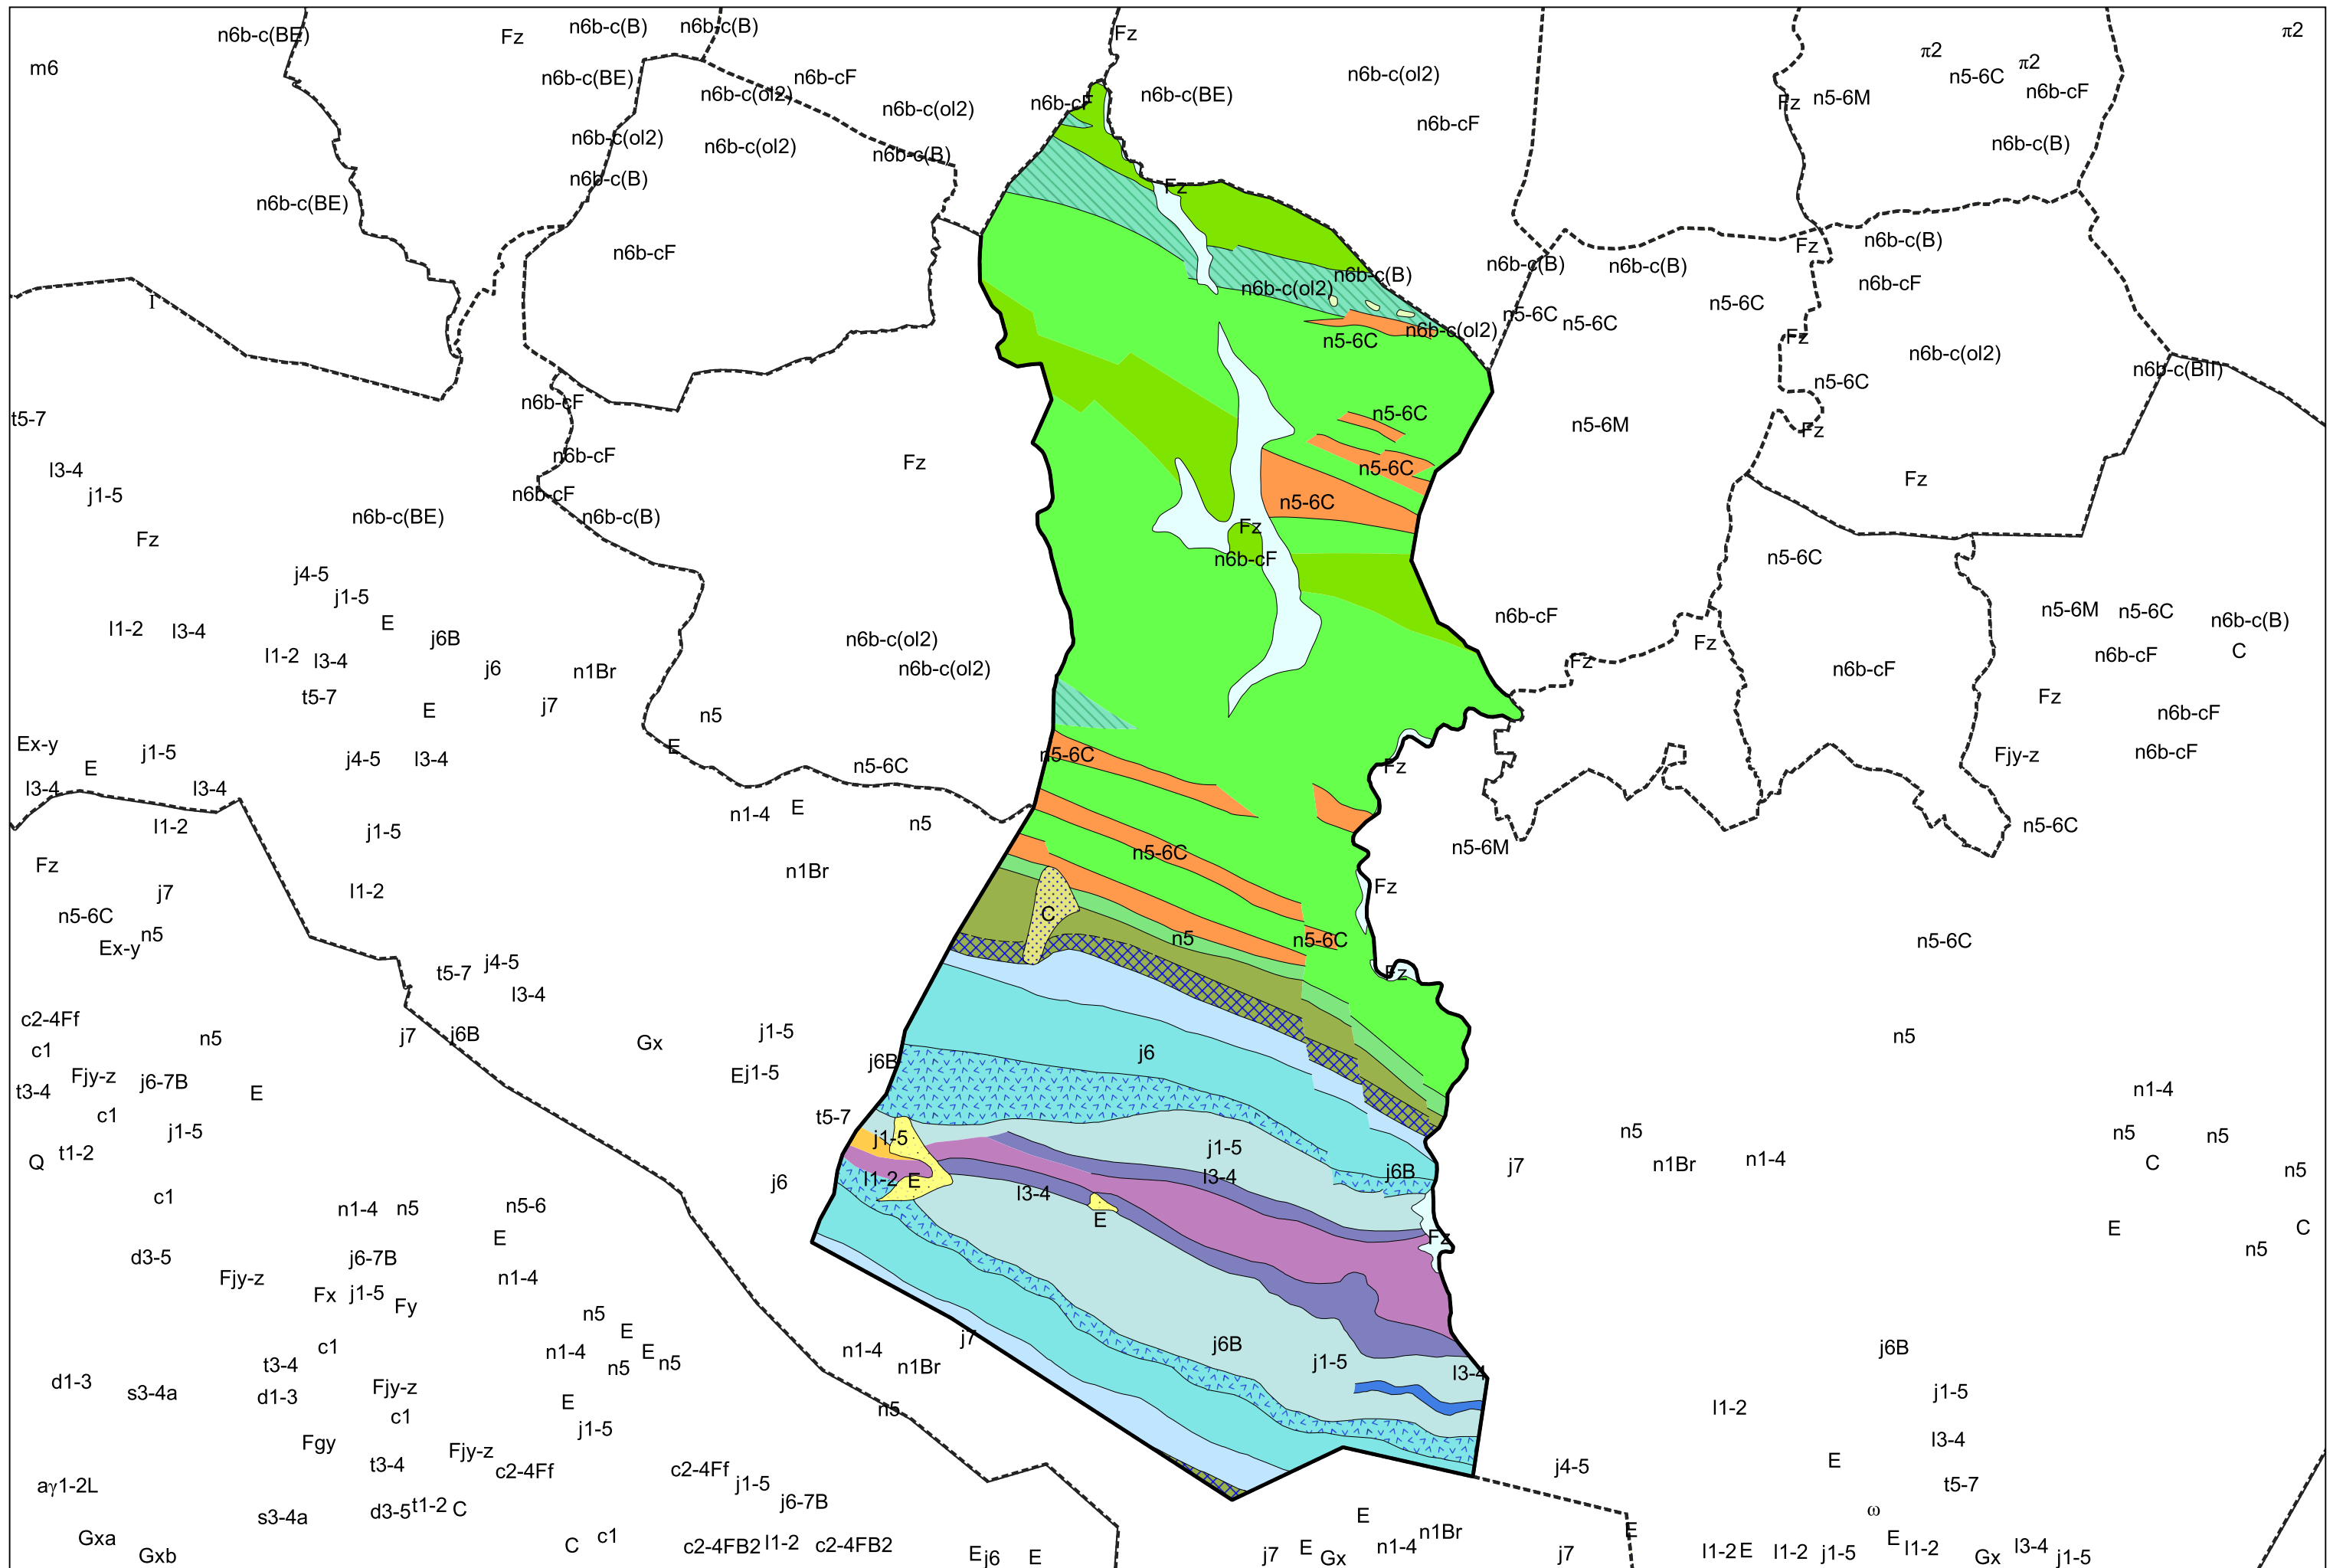 n6b-c(BE) Fz n6b-c(B) n6b-c(B) Fz π2
m6 n6b-c(BE) n6b-cF n6b-c(ol2) π2 π2
n6b-c(ol2) n6b-c(ol2) n6b-cF n6b-c(BE) Fz n5-6M n5-6C n6b-cF
n6b-c(ol2) n6b-c(ol2) n6b-c(B) n6b-cF n6b-c(B)
n6b-c(BE) n6b-c(B) Fz
n6b-cF n6b-c(ol2) n6b-c(B) n6b-c(B) n6b-c(B) Fz n6b-c(B)
I n5-6C n6b-c(ol2) n5-6C n5-6C n5-6C n6b-cF
Fz n6b-c(ol2)
t5-7 n6b-cF n5-6C n5-6M n5-6C n6b-c(BII)
l3-4 n6b-cF Fz n5-6C Fz
j1-5 n6b-cF n5-6C Fz
Fz n6b-c(BE) n6b-c(B) Fz
j4-5 n6b-cF n5-6C
j1-5
l1-2 l3-4 E j6B n6b-c(ol2) n6b-cF n5-6M n5-6C n6b-c(B)
l1-2 l3-4 j6 n1Br n6b-c(ol2) Fz Fz n6b-cF n6b-cF C
t5-7 E j7 n5 Fz n6b-cF
Ex-y j1-5 j4-5 l3-4 E n5-6C n5-6C Fz Fjy-z n6b-cF
E
l3-4 l3-4 n1-4 E
l1-2 j1-5 n5 n5-6C n5-6M n5-6C
Fz j7 l1-2 n1Br Fz
n5-6C n5 C
Ex-y n5 n5-6C n5-6C
t5-7 j4-5 Fz
l3-4
c2-4Ff n5 j7 j6B Gx j1-5 j6 n5
c1
t3-4 Fjy-z j6-7B E Ej1-5 j6B n1-4
c1 t5-7
Q t1-2 j1-5 j1-5 j1-5 n5 n5 n5
c1 j6 l1-2 E l3-4 l3-4 j6B j7 n1Br n1-4 C n5
n1-4 n5 n5-6 E
d3-5 j6-7B E Fz E n5 C
Fjy-z Fx j1-5 Fy n1-4
c1 n5 E
t3-4 n1-4 n5 E n5 n1-4 n1Br j7 j6B j1-5 l3-4 j6B
d1-3 s3-4a d1-3 Fjy-z E n5 l1-2 j1-5
c1 j1-5
Fgy t3-4 Fjy-z c2-4Ff c2-4Ff j1-5 j4-5 E l3-4
aγ1-2L s3-4a d3-5 t1-2 C j6-7B E t5-7
ω
Gxa Gxb C c1 c2-4FB2 l1-2 c2-4FB2 E j6 E j7 E Gx n1-4 n1Br j7 E l1-2 E l1-2 j1-5 E l1-2 Gx l3-4 j1-5